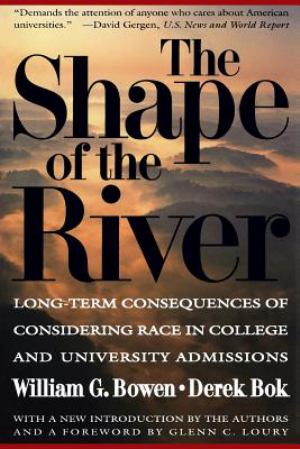 “Demands the attention of anyone who cares about American
universities.” —David Gergen, U.S. News and World Report
The
Shape
of the
River
LONG-TERM CONSEQUENCES OF
CONSIDERING RACE IN COLLEGE
AND UNIVERSITY ADMISSIONS
William G. Bowen • Derek Bok
WITH A NEW INTRODUCTION BY THE AUTHORS
AND A FOREWORD BY GLENN C. LOURY